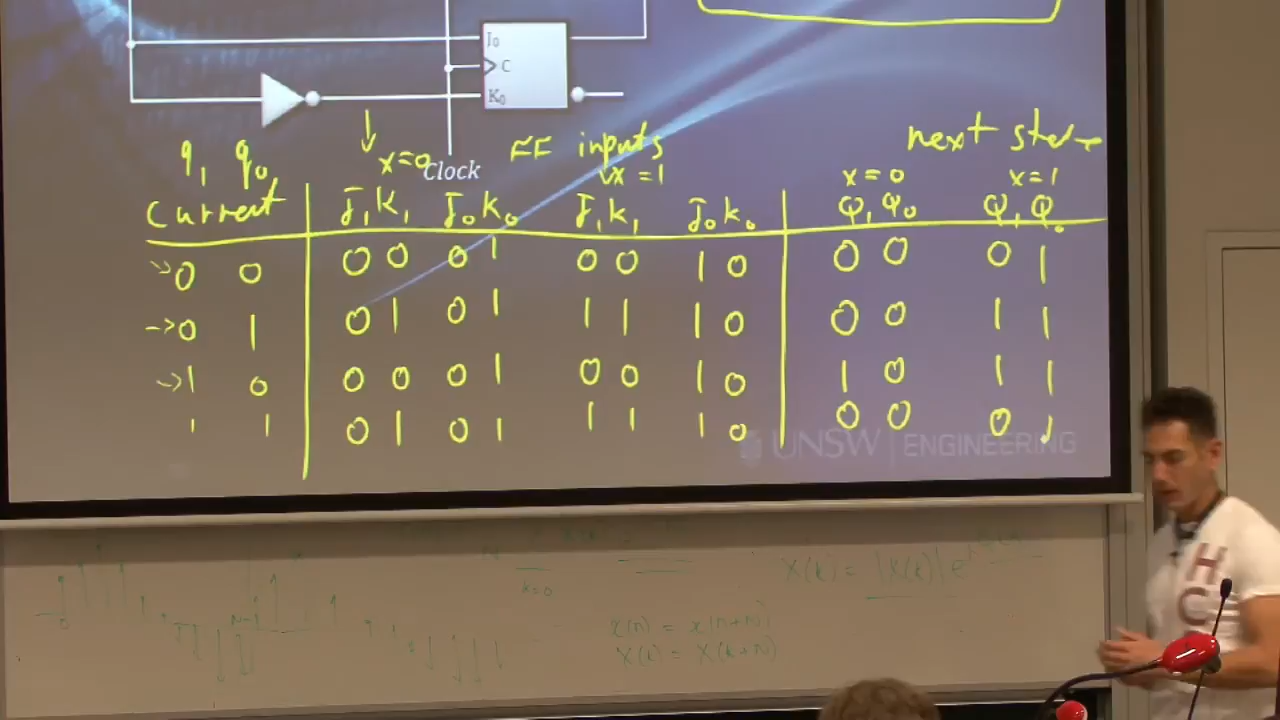 J₀
C
K₀
q₁ q₀ x=0 Clock FF inputs x=1 next state
x=0 x=1
Current J₁ K₁ J₀ K₀ J₁ K₁ J₀ K₀ Q₁ Q₀ Q₁ Q₀
0 0 0 0 0 1 0 0 1 0 0 0 0 1
0 1 0 1 0 1 1 1 1 0 0 0 1 1
1 0 0 0 0 1 0 0 1 0 1 0 1 1
1 1 0 1 0 1 1 1 1 0 0 0 0 1
UNSW ENGINEERING
X(k) = |X(k)| e
k=0
N-1
x(n) = x(n+N)
X(k) = X(k+N)
H
C